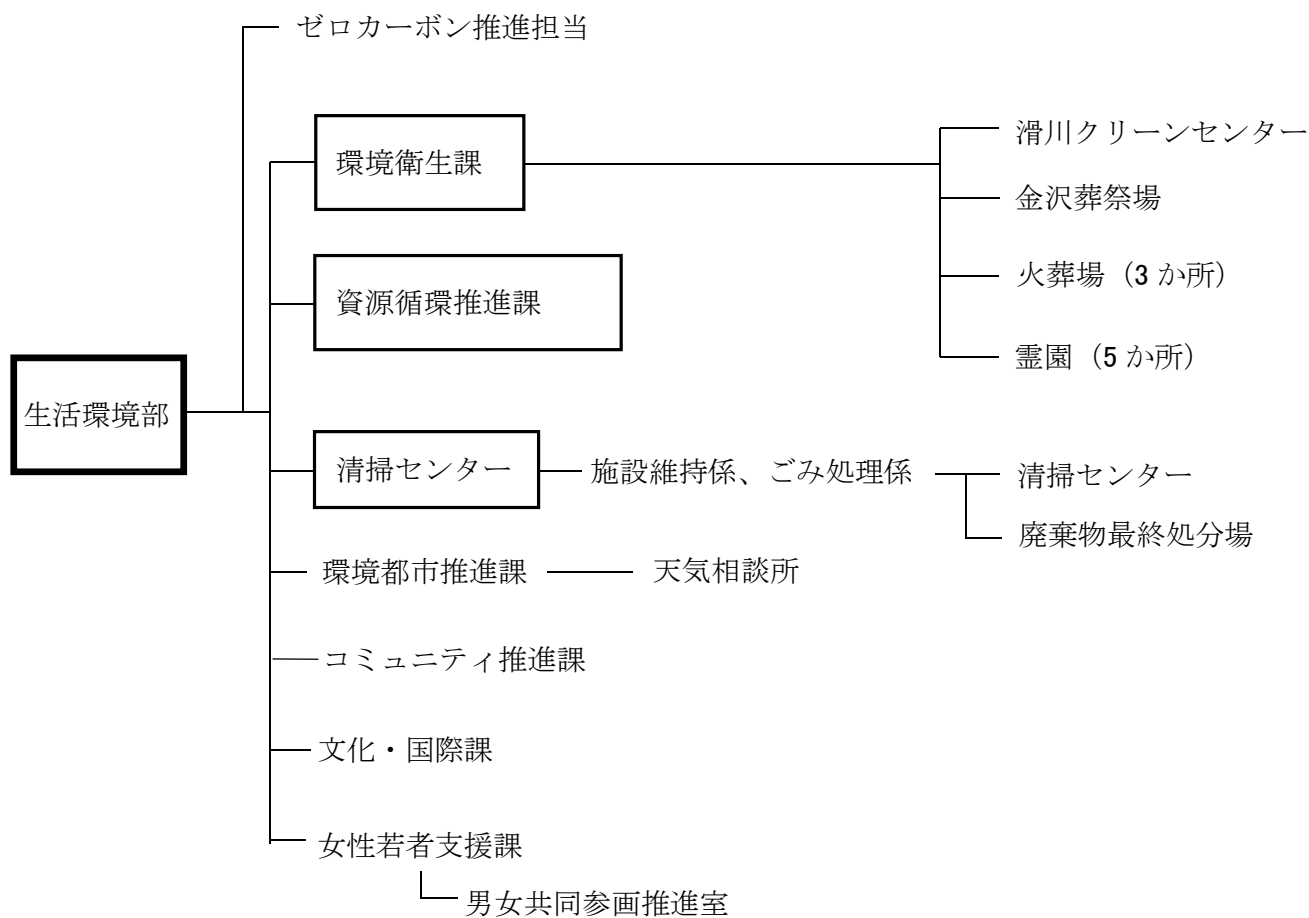 ゼロカーボン推進担当
環境衛生課
滑川クリーンセンター
金沢葬祭場
火葬場（3 か所）
霊園（5 か所）
資源循環推進課
生活環境部
清掃センター
施設維持係、ごみ処理係
清掃センター
廃棄物最終処分場
環境都市推進課
天気相談所
コミュニティ推進課
文化・国際課
女性若者支援課
男女共同参画推進室